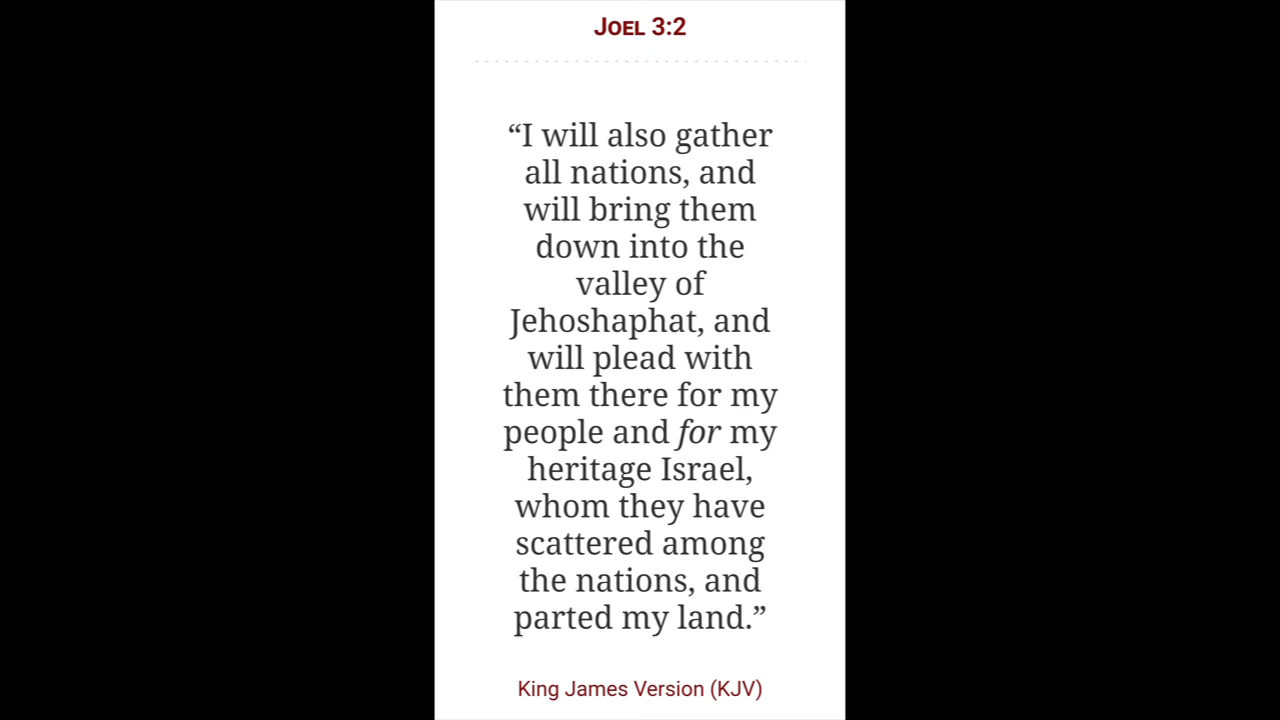 Joel 3:2
“I will also gather
all nations, and
will bring them
down into the
valley of
Jehoshaphat, and
will plead with
them there for my
people and for my
heritage Israel,
whom they have
scattered among
the nations, and
parted my land.”
King James Version (KJV)